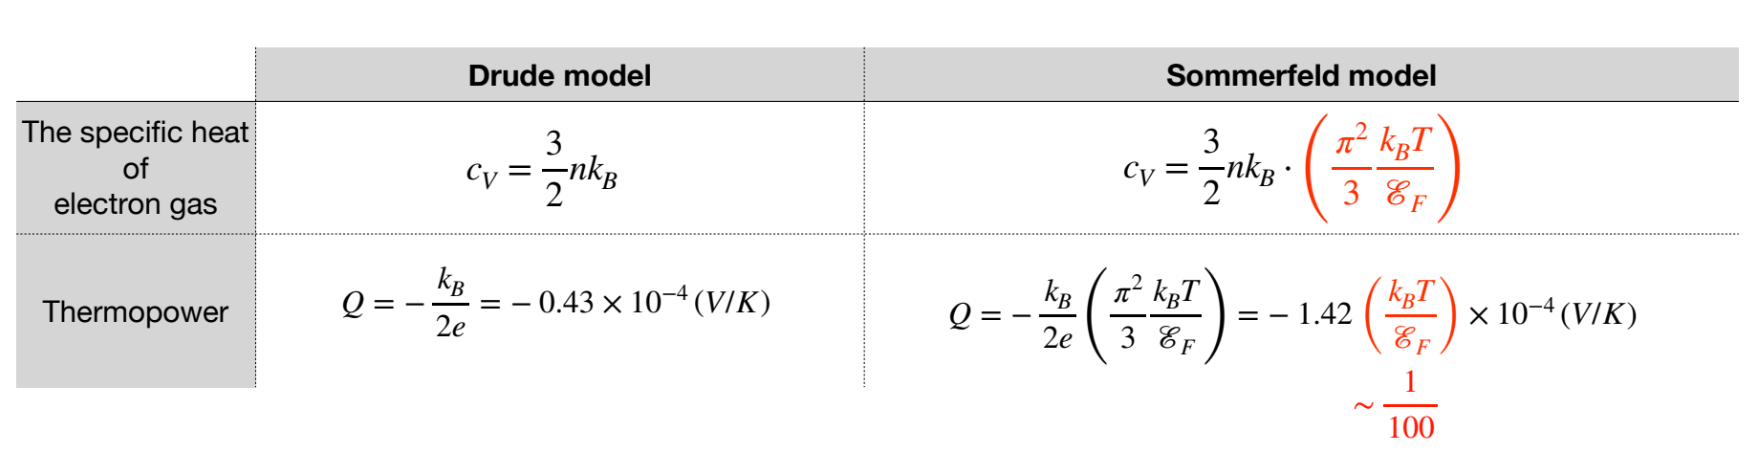 Drude model
Sommerfeld model
The specific heat
of
electron gas
c_V = \frac{3}{2} nk_B
c_V = \frac{3}{2} nk_B \cdot \left( \frac{\pi^2}{3} \frac{k_B T}{\mathscr{E}_F} \right)
Thermopower
Q = - \frac{k_B}{2e} = - 0.43 \times 10^{-4} (V/K)
Q = - \frac{k_B}{2e} \left( \frac{\pi^2}{3} \frac{k_B T}{\mathscr{E}_F} \right) = - 1.42 \left( \frac{k_B T}{\mathscr{E}_F} \right) \times 10^{-4} (V/K)
\sim \frac{1}{100}